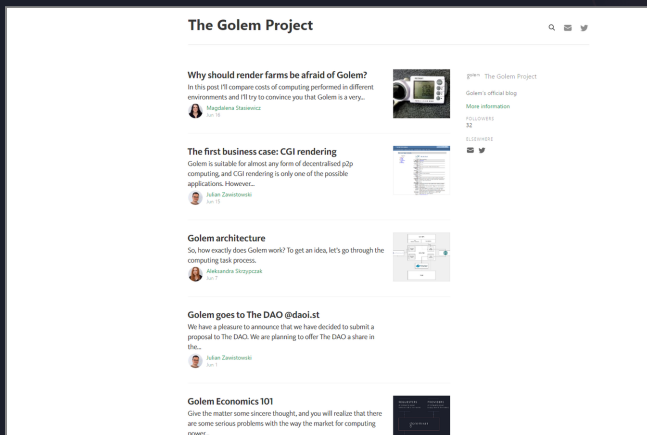 The Golem Project
Why should render farms be afraid of Golem?
In this post I'll compare costs of computing performed in different
environments and I'll try to convince you that Golem is a very...
Magdalena Stasiewicz
Jun 16
golem The Golem Project
Golem's official blog
More information
FOLLOWERS
32
ELSEWHERE
The first business case: CGI rendering
Golem is suitable for almost any form of decentralised p2p
computing, and CGI rendering is only one of the possible
applications. However...
Julian Zawistowski
Jun 15
Golem architecture
So, how exactly does Golem work? To get an idea, let's go through the
computing task process.
Aleksandra Skrzypczak
Jun 7
Golem goes to The DAO @daoi.st
We have a pleasure to announce that we have decided to submit a
proposal to The DAO. We are planning to offer The DAO a share in
the...
Julian Zawistowski
Jun 1
Golem Economics 101
Give the matter some sincere thought, and you will realize that there
are some serious problems with the way the market for computing
power